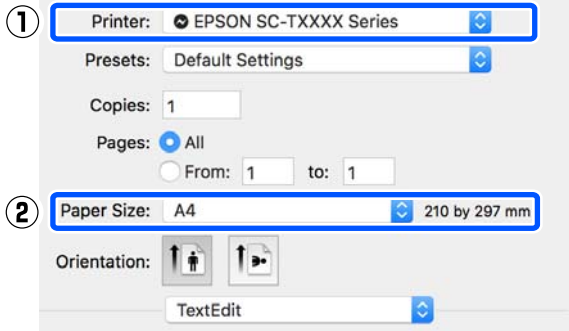 ① Printer: EPSON SC-TXXXX Series
Presets: Default Settings
Copies: 1
Pages: All
From: 1 to: 1
② Paper Size: A4 210 by 297 mm
Orientation:
TextEdit